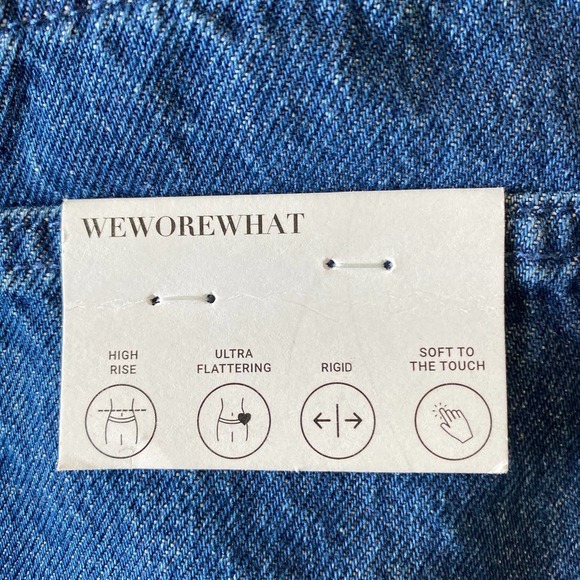 WEWOREWHAT
HIGH
RISE
ULTRA
FLATTERING
RIGID
SOFT TO
THE TOUCH